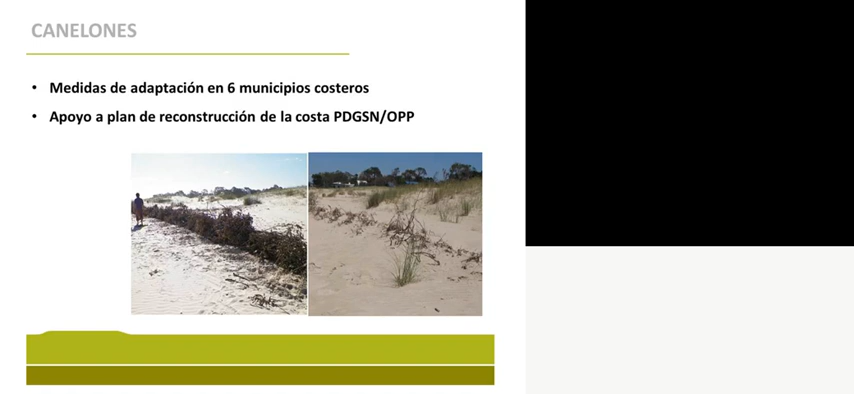 CANELONES
• Medidas de adaptación en 6 municipios costeros
• Apoyo a plan de reconstrucción de la costa PDGSN/OPP